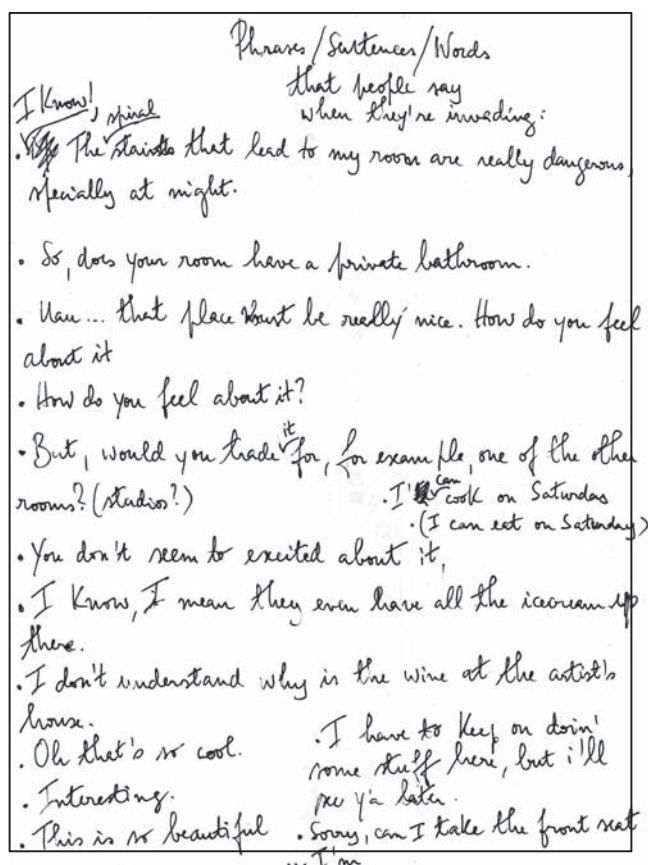 Phrases/Sentences/Words
that people say
when they're invading:
I Know!, spiral
• The stairs that lead to my room are really dangerous,
specially at night.
• So, does your room have a private bathroom.
• Uau... that place must be really nice. How do you feel
about it
• How do you feel about it?
it
• But, would you trade for, for example, one of the other
rooms? (studios?)
• I can cook on Saturdas
• (I can eat on Saturday)
• You don't seem to excited about it,
• I Know, I mean they even have all the icecream up
there.
• I don't understand why is the wine at the artist's
house.
• Oh that's so cool.
• Interesting.
• This is so beautiful
• I have to Keep on doin'
some stuff here, but i'll
see y'a later.
• Sorry, can I take the front seat
... I'm